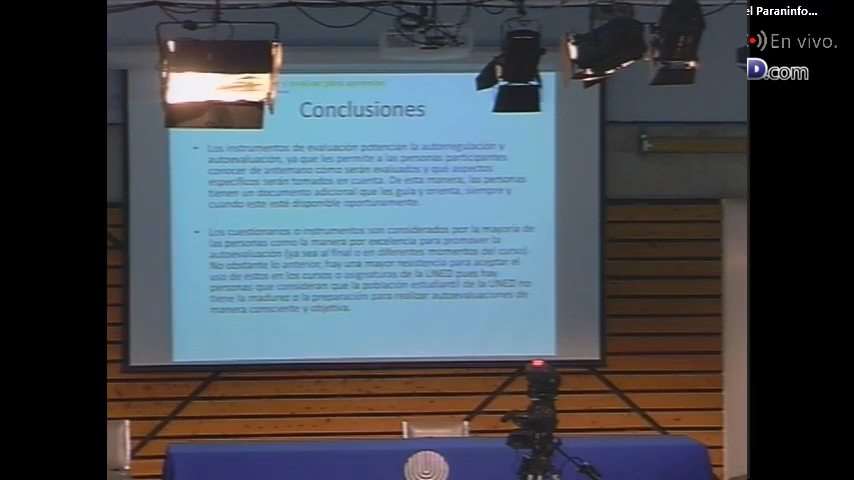 el Paraninfo...
En vivo.
D.com
y evaluar para aprender
Conclusiones
- Los instrumentos de evaluación potencian la autorregulación y
autoevaluación, ya que les permite a las personas participantes
conocer de antemano cómo serán evaluados y qué aspectos
específicos serán tomados en cuenta. De esta manera, las personas
tienen un documento adicional que les guía y orienta, siempre y
cuando este esté disponible oportunamente.
- Los cuestionarios o instrumentos son considerados por la mayoría de
las personas como la manera por excelencia para promover la
autoevaluación (ya sea al final o en diferentes momentos del curso).
No obstante lo anterior, hay una mayor resistencia para aceptar el
uso de estos en los cursos o asignaturas de la UNED pues hay
personas que consideran que la población estudiantil de la UNED no
tiene la madurez o la preparación para realizar autoevaluaciones de
manera consciente y objetiva.